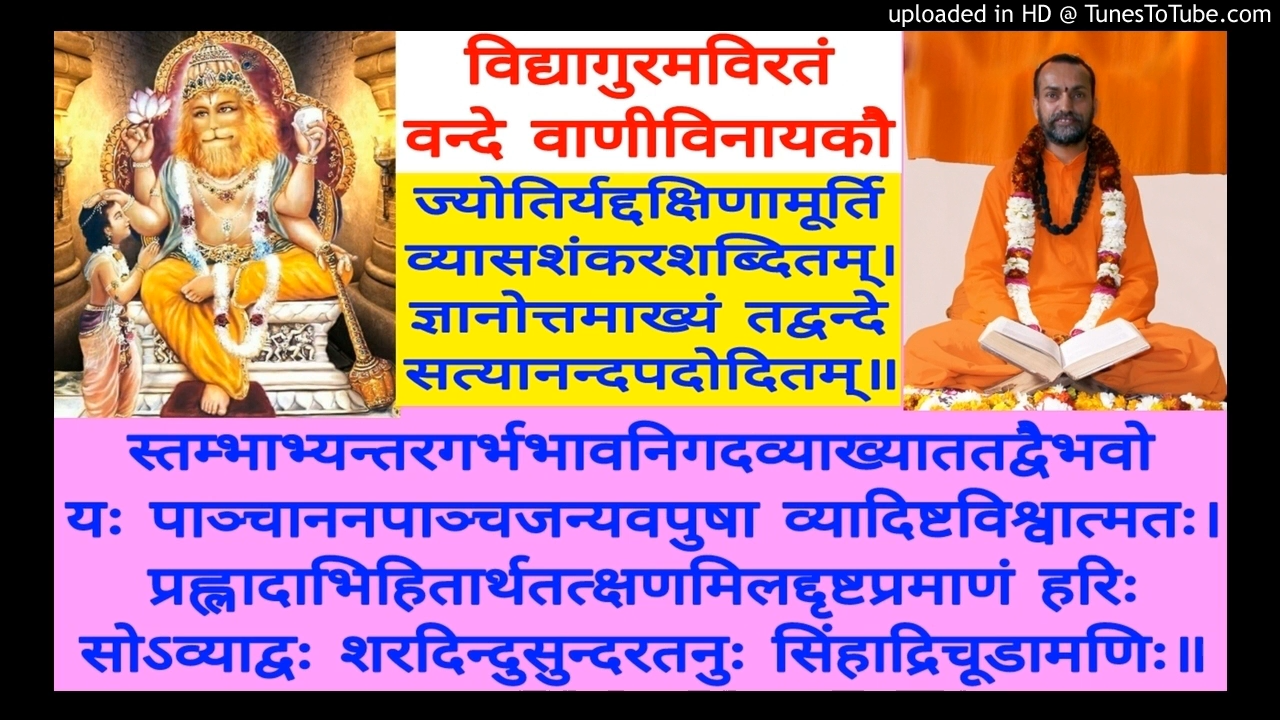 uploaded in HD @ TunesToTube.com
विद्यागुरमविरतं
वन्दे वाणीविनायकौ
ज्योतिर्यद्दक्षिणामूर्ति
व्यासशंकरशब्दितम्।
ज्ञानोत्तमाख्यं तद्वन्दे
सत्यानन्दपदोदितम्॥
स्तम्भाभ्यन्तरगर्भभावनिगदव्याख्याततद्वैभवो
यः पाञ्चाननपाञ्चजन्यवपुषा व्यादिष्टविश्वात्मतः।
प्रह्लादाभिहितार्थतत्क्षणमिलद्दृष्टप्रमाणं हरिः
सोऽव्याद्वः शरदिन्दुसुन्दरतनुः सिंहाद्रिचूडामणिः॥